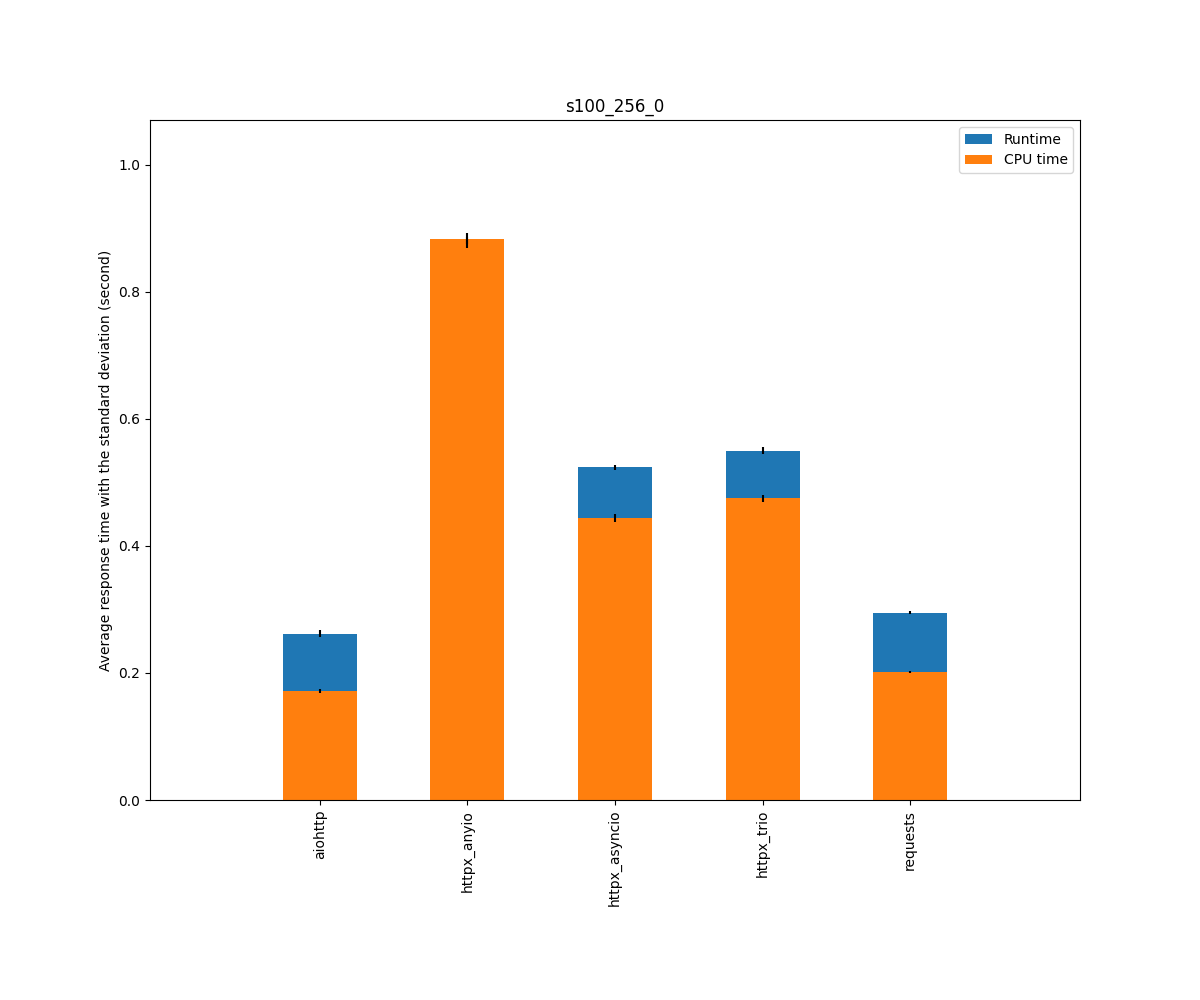 s100_256_0
Runtime
CPU time
Average response time with the standard deviation (second)
1.0
0.8
0.6
0.4
0.2
0.0
aiohttp
httpx_anyio
httpx_asyncio
httpx_trio
requests